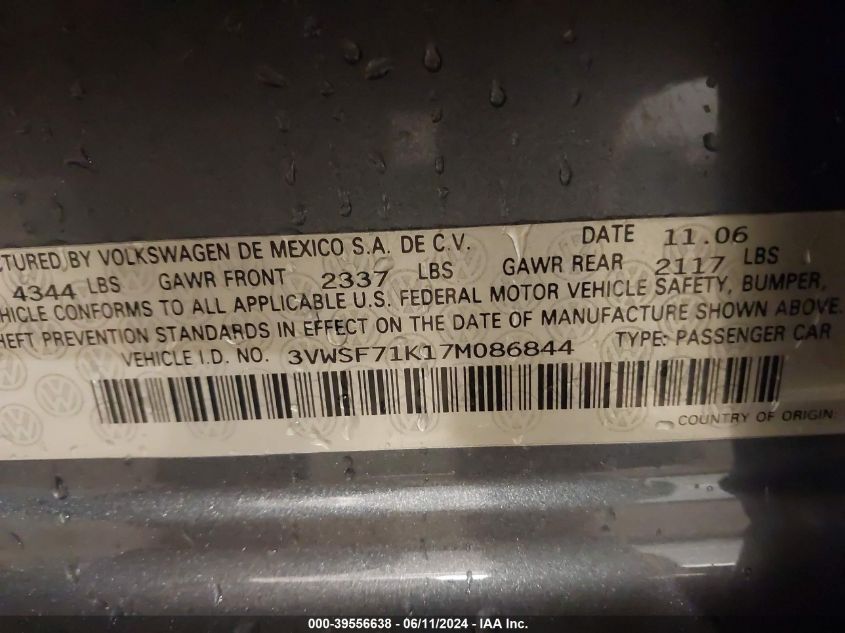 CTURED BY VOLKSWAGEN DE MEXICO S.A. DE C.V. DATE 11.06
4344 LBS GAWR FRONT 2337 LBS GAWR REAR 2117 LBS
HICLE CONFORMS TO ALL APPLICABLE U.S. FEDERAL MOTOR VEHICLE SAFETY, BUMPER,
HEFT PREVENTION STANDARDS IN EFFECT ON THE DATE OF MANUFACTURE SHOWN ABOVE.
VEHICLE I.D. NO. 3VWSF71K17M086844 TYPE: PASSENGER CAR
COUNTRY OF ORIGIN:
000-39556638 - 06/11/2024 - IAA Inc.